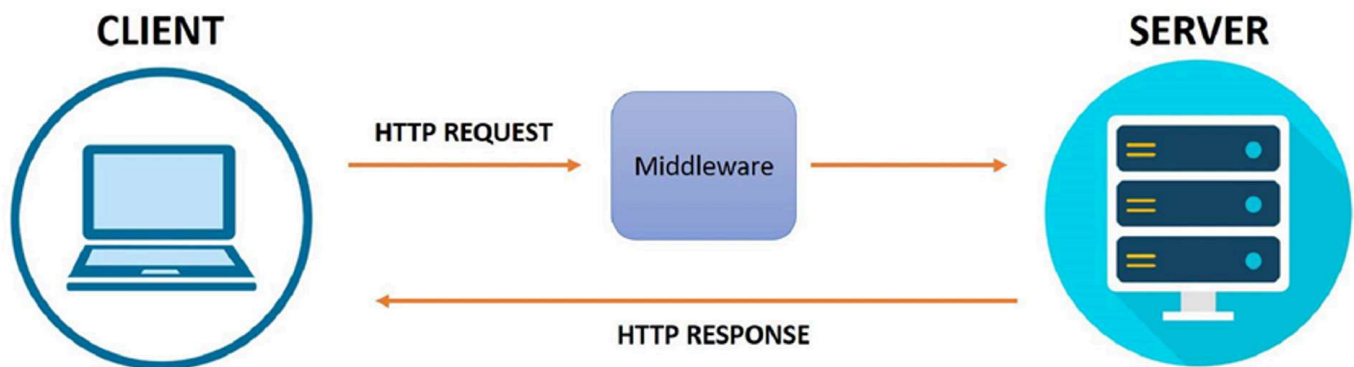 CLIENT
SERVER
HTTP REQUEST
Middleware
HTTP RESPONSE